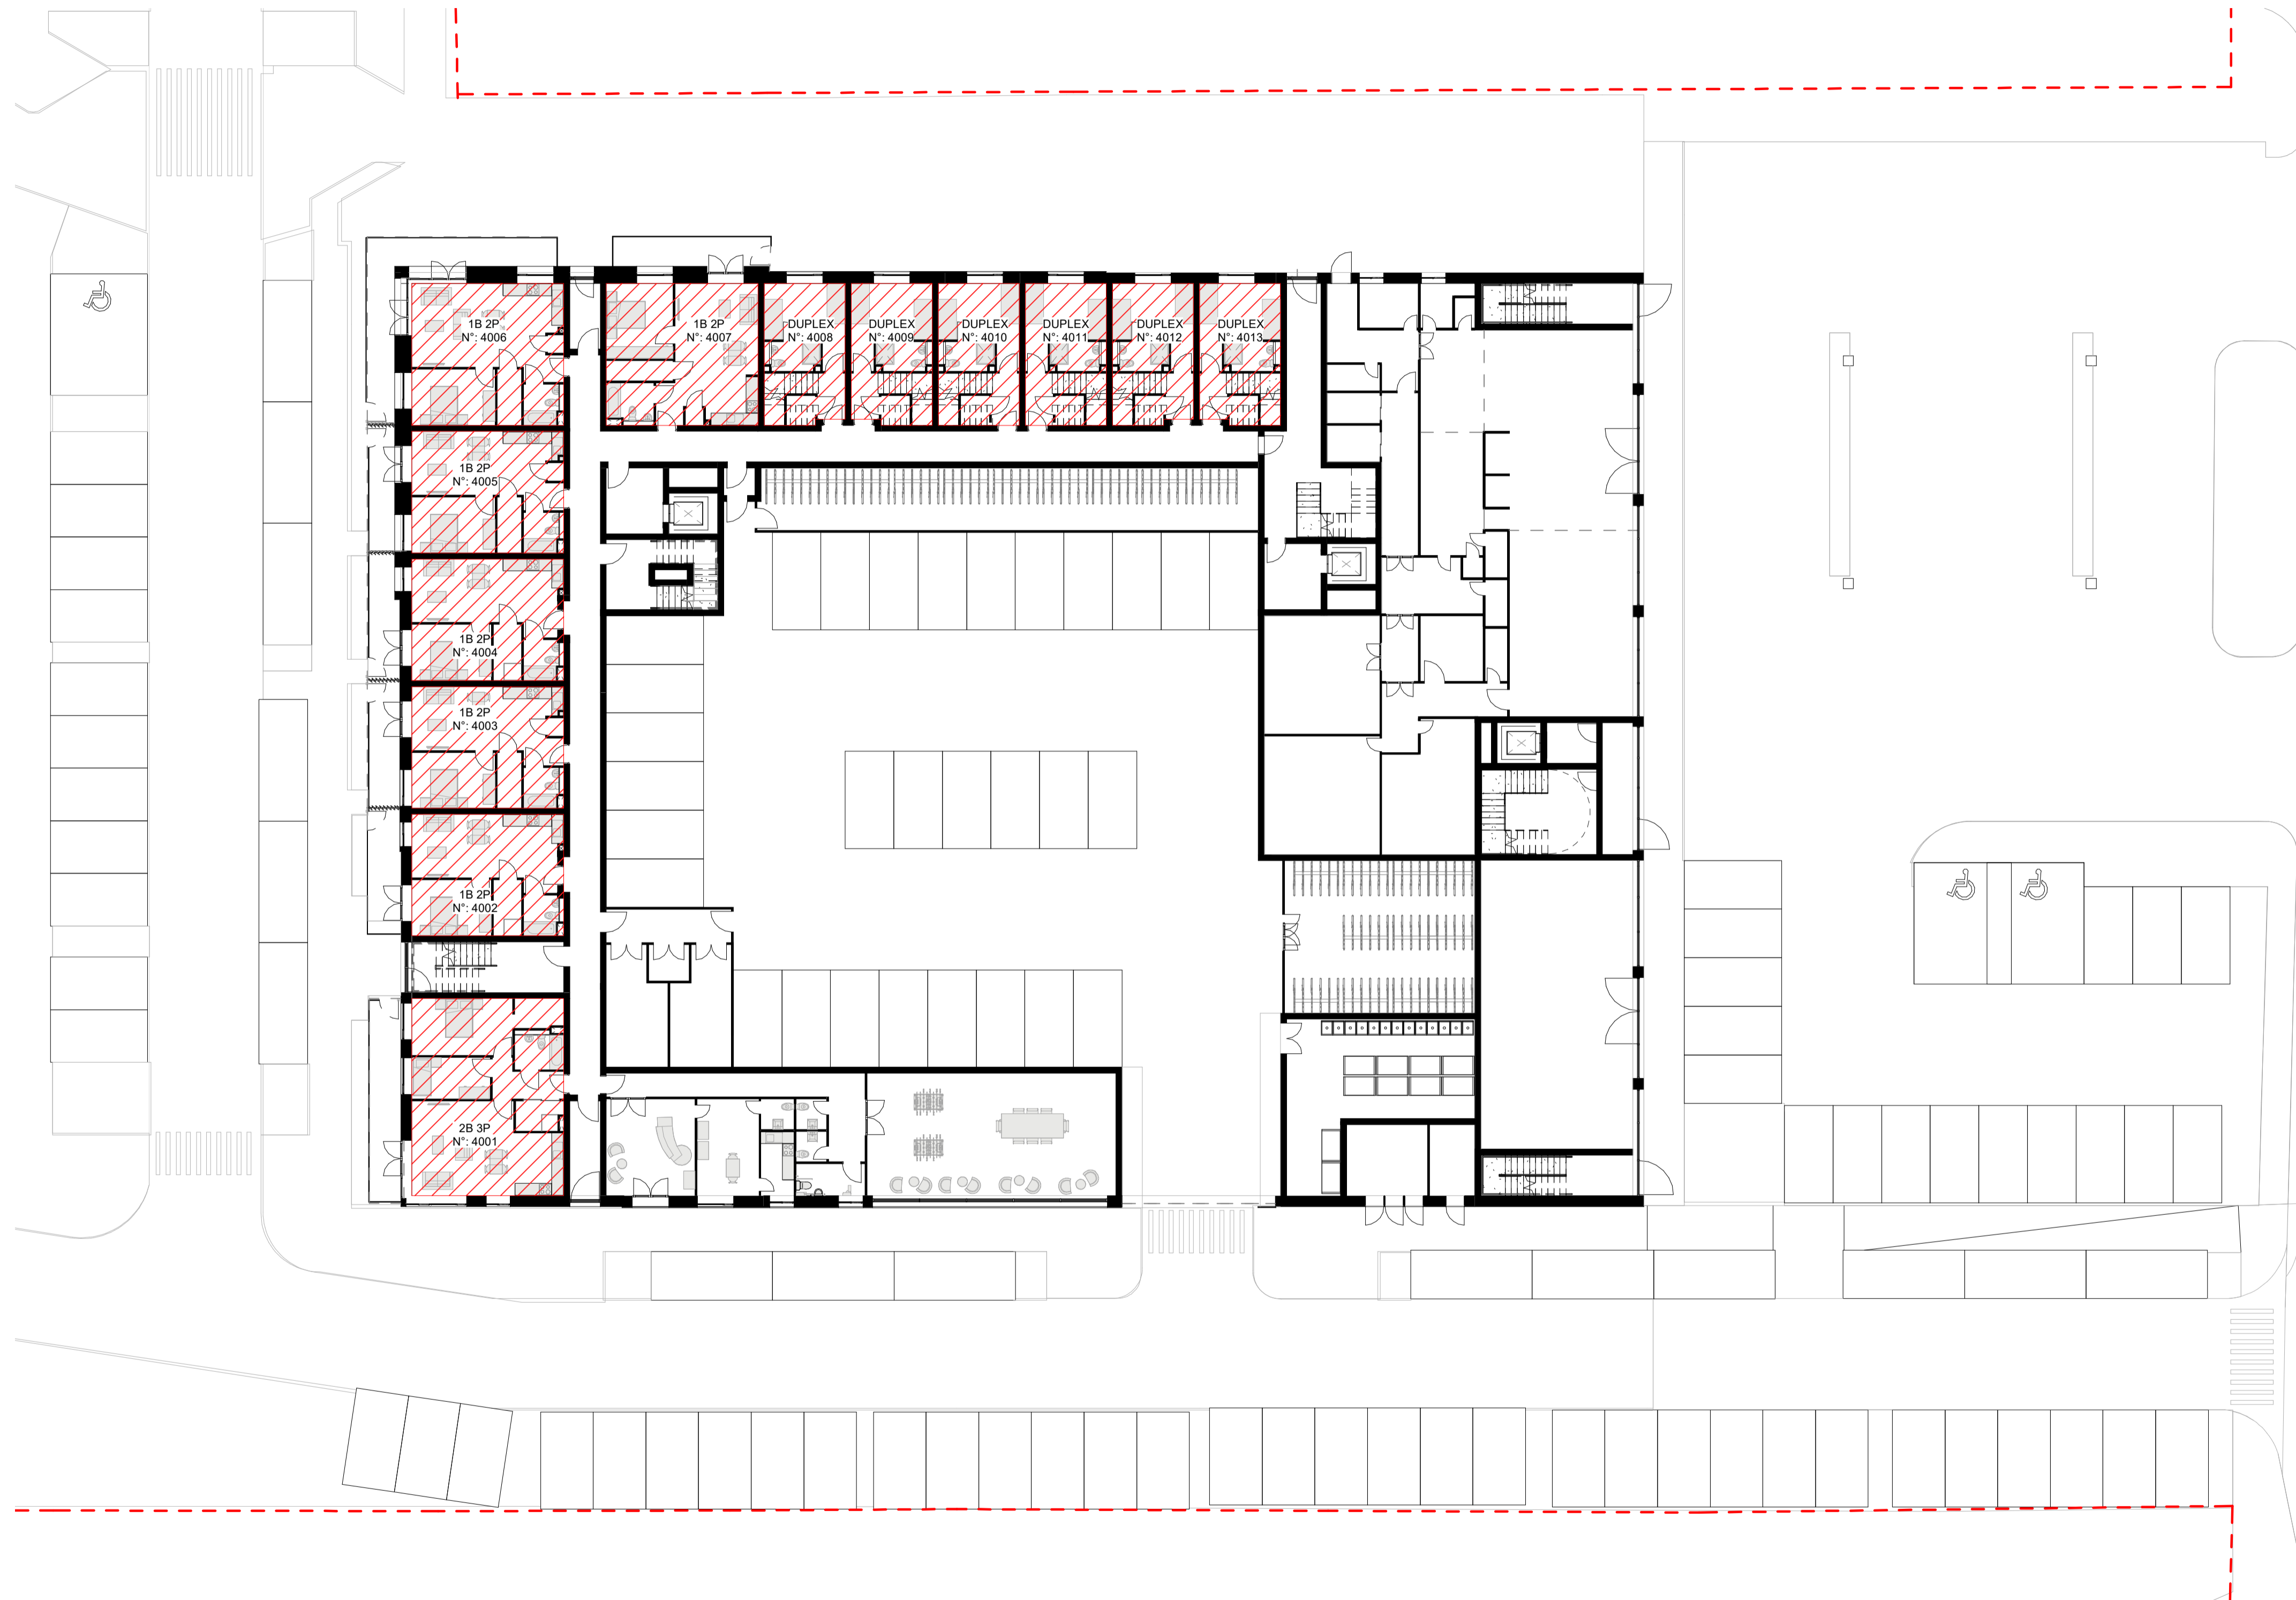 1B 2P
N°: 4006
1B 2P
N°: 4007
DUPLEX
N°: 4008
DUPLEX
N°: 4009
DUPLEX
N°: 4010
DUPLEX
N°: 4011
DUPLEX
N°: 4012
DUPLEX
N°: 4013
1B 2P
N°: 4005
1B 2P
N°: 4004
1B 2P
N°: 4003
1B 2P
N°: 4002
2B 3P
N°: 4001